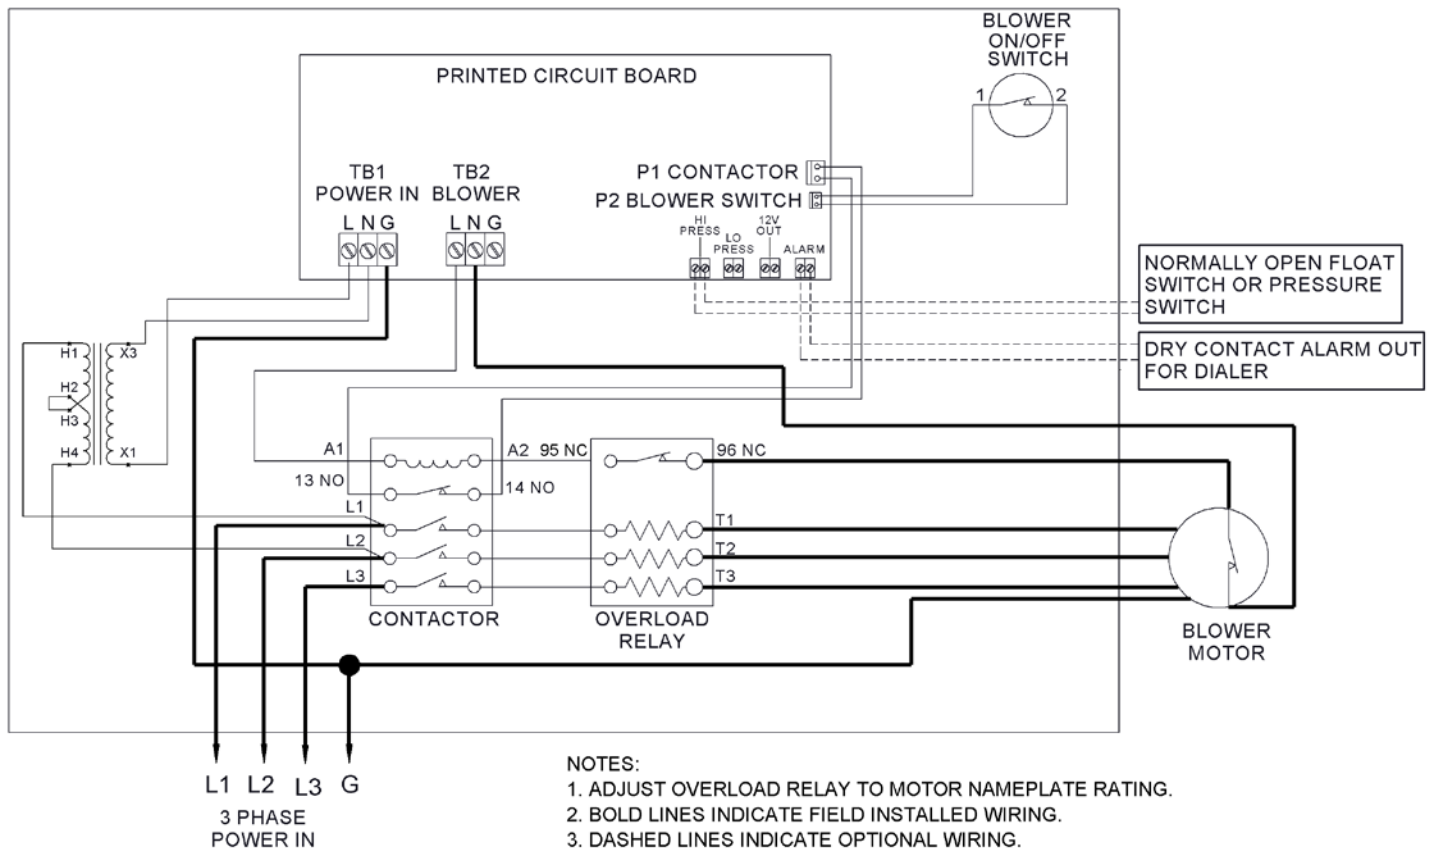 BLOWER
ON/OFF
SWITCH
1
2
PRINTED CIRCUIT BOARD
TB1
POWER IN
TB2
BLOWER
P1 CONTACTOR
P2 BLOWER SWITCH
L N G
L N G
HI
PRESS
LO
PRESS
12V
OUT
ALARM
NORMALLY OPEN FLOAT
SWITCH OR PRESSURE
SWITCH
DRY CONTACT ALARM OUT
FOR DIALER
H1
X3
H2
H3
H4
X1
A1
A2
95 NC
96 NC
13 NO
14 NO
L1
T1
L2
T2
L3
T3
CONTACTOR
OVERLOAD
RELAY
BLOWER
MOTOR
L1
L2
L3
G
3 PHASE
POWER IN
NOTES:
1. ADJUST OVERLOAD RELAY TO MOTOR NAMEPLATE RATING.
2. BOLD LINES INDICATE FIELD INSTALLED WIRING.
3. DASHED LINES INDICATE OPTIONAL WIRING.